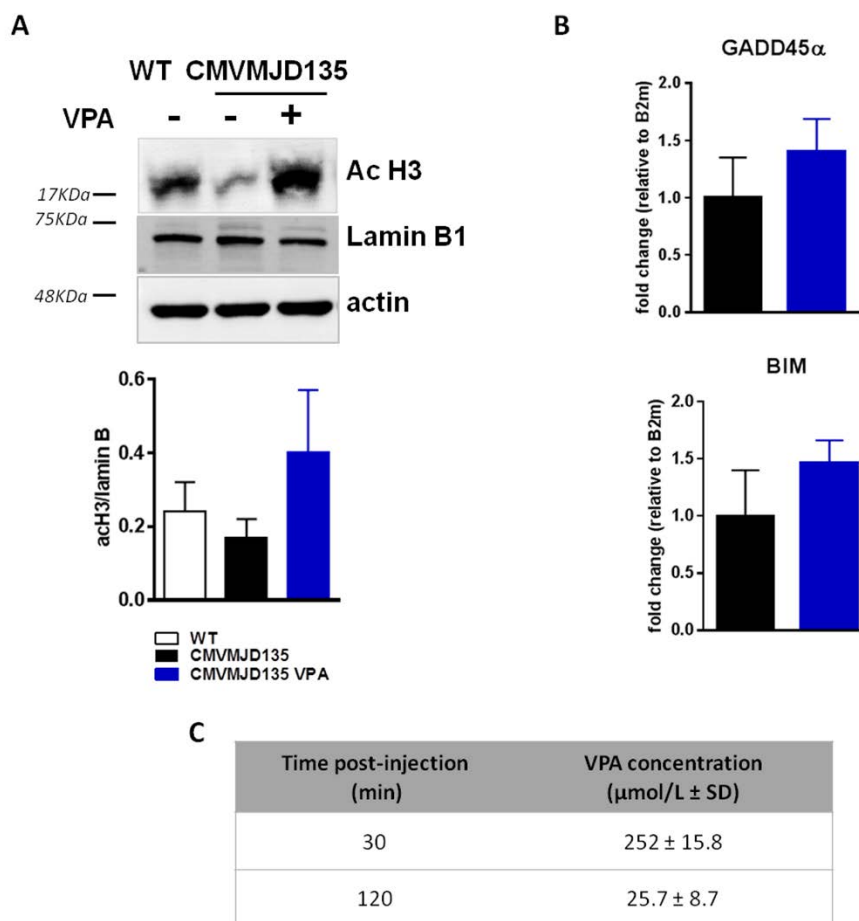 A
WT CMVMJD135
VPA - - +
Ac H3
17KDa
75KDa
Lamin B1
48KDa
actin
0.6
0.4
0.2
0.0
acH3/lamin B
WT
CMVMJD135
CMVMJD135 VPA
B
GADD45α
2.0
1.5
1.0
0.5
0.0
fold change (relative to B2m)
BIM
2.0
1.5
1.0
0.5
0.0
fold change (relative to B2m)
C
Time post-injection VPA concentration
(min) (µmol/L ± SD)
30 252 ± 15.8
120 25.7 ± 8.7